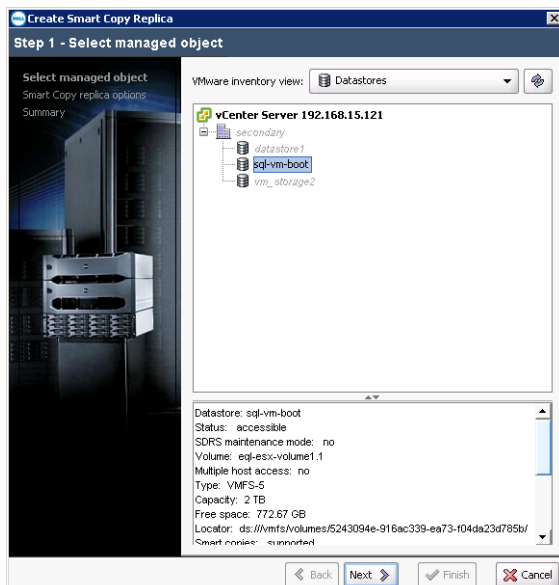 DELL
Create Smart Copy Replica
Step 1 - Select managed object
Select managed object
Smart Copy replica options
Summary
VMware inventory view:
Datastores
vCenter Server 192.168.15.121
secondary
datastore1
sql-vm-boot
vm_storage2
Datastore: sql-vm-boot
Status: accessible
SDRS maintenance mode: no
Volume: eql-esx-volume1.1
Multiple host access: no
Type: VMFS-5
Capacity: 2 TB
Free space: 772.67 GB
Locator: ds:///vmfs/volumes/5243094e-916ac339-ea73-f04da23d785b/
Smart copies: supported
Back
Next
Finish
Cancel